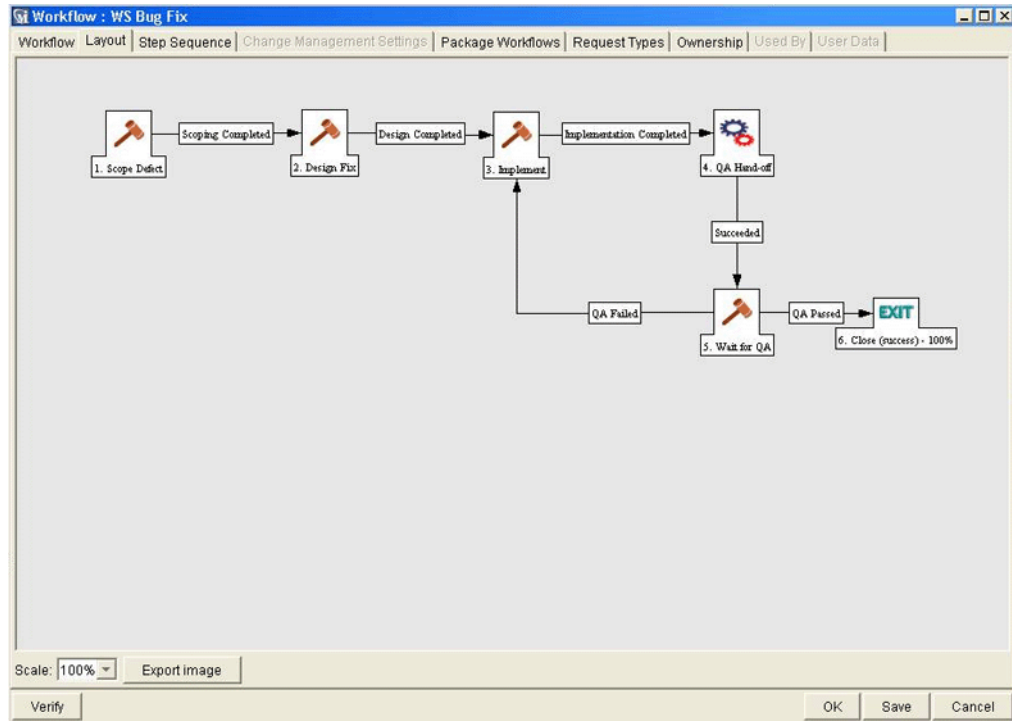 Workflow : WS Bug Fix
Workflow Layout Step Sequence Change Management Settings Package Workflows Request Types Ownership Used By User Data
Scoping Completed Design Completed Implementation Completed
1. Scope Defect 2. Design Fix 3. Implement 4. QA Hand-off
Succeeded
QA Failed QA Passed EXIT
5. Wait for QA 6. Close (success) - 100%
Scale: 100% Export image
Verify OK Save Cancel